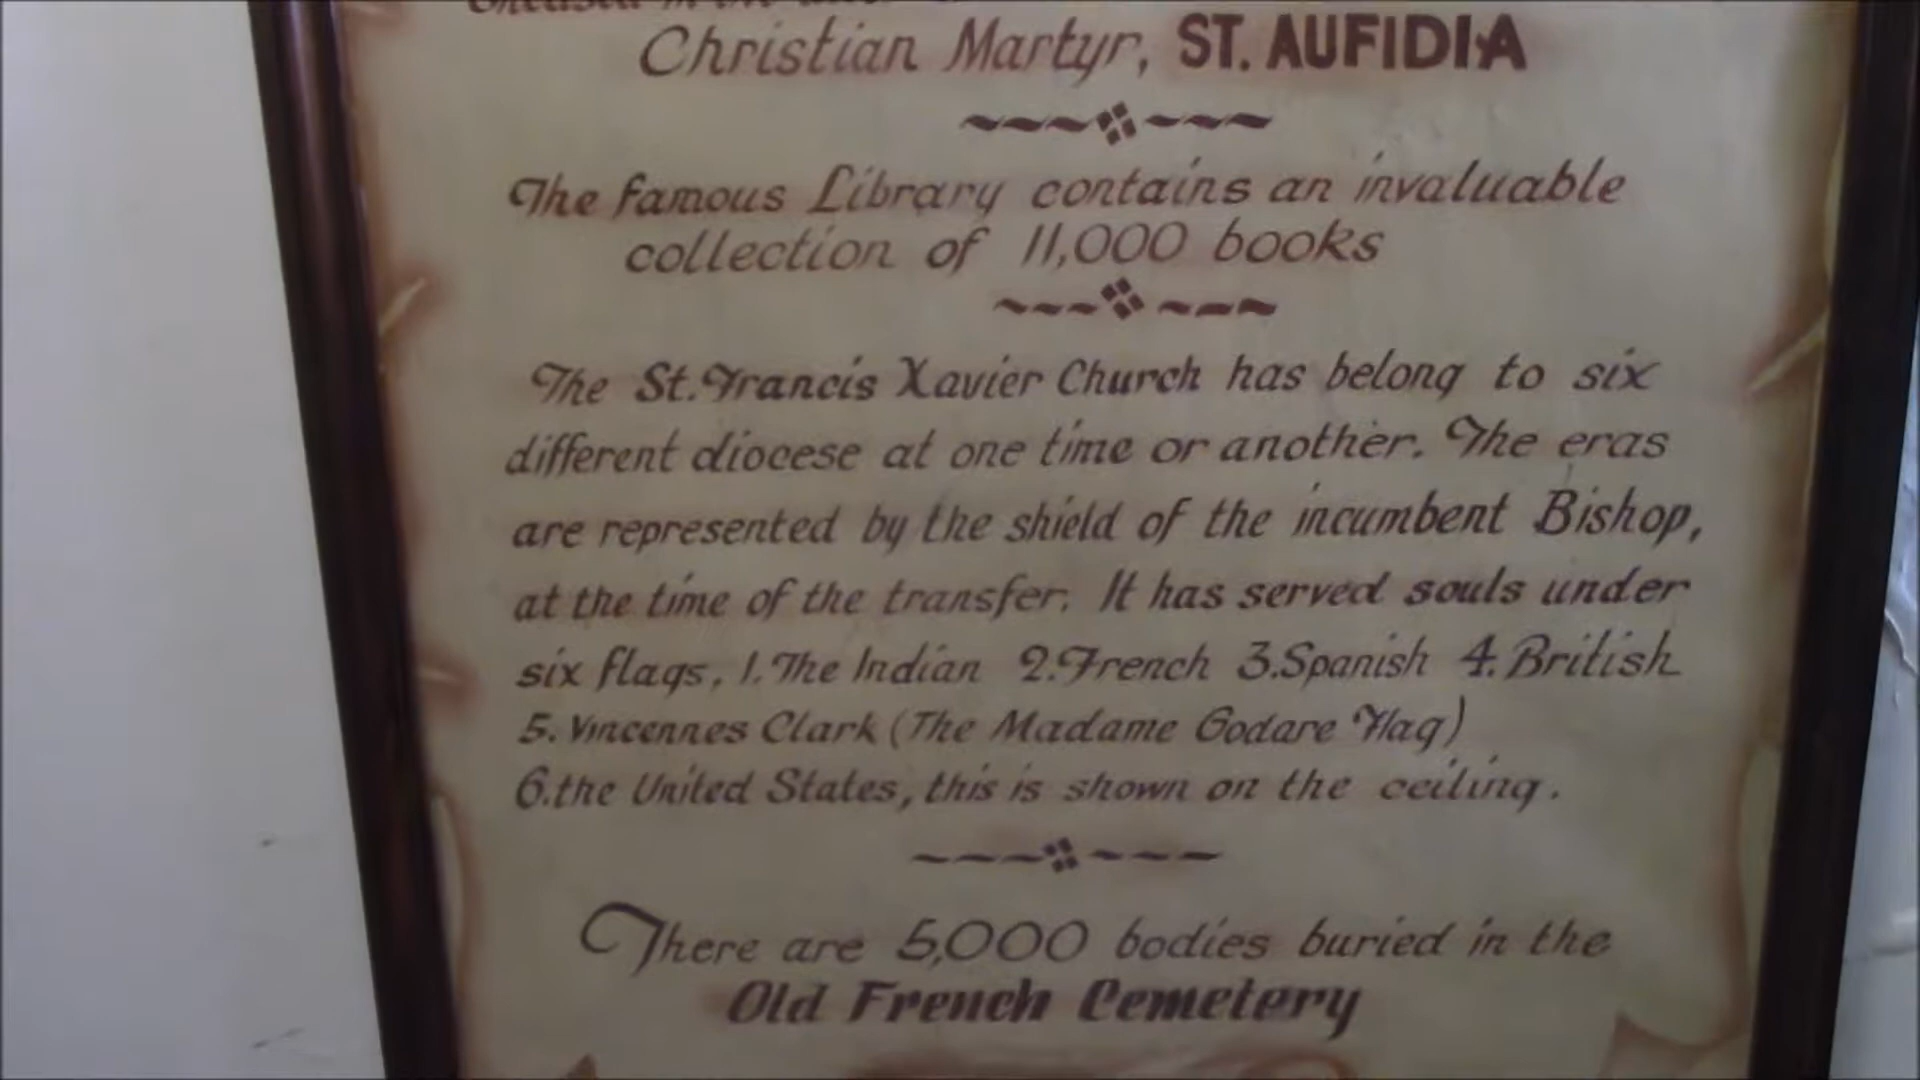 in the
Christian Martyr, ST. AUFIDIA
The famous Library contains an invaluable
collection of 11,000 books
The St. Francis Xavier Church has belong to six
different diocese at one time or another. The eras
are represented by the shield of the incumbent Bishop,
at the time of the transfer. It has served souls under
six flags, 1. The Indian 2. French 3. Spanish 4. British
5. Vincennes Clark (The Madame Godare Flag)
6. the United States, this is shown on the ceiling.
There are 5,000 bodies buried in the
Old French Cemetery